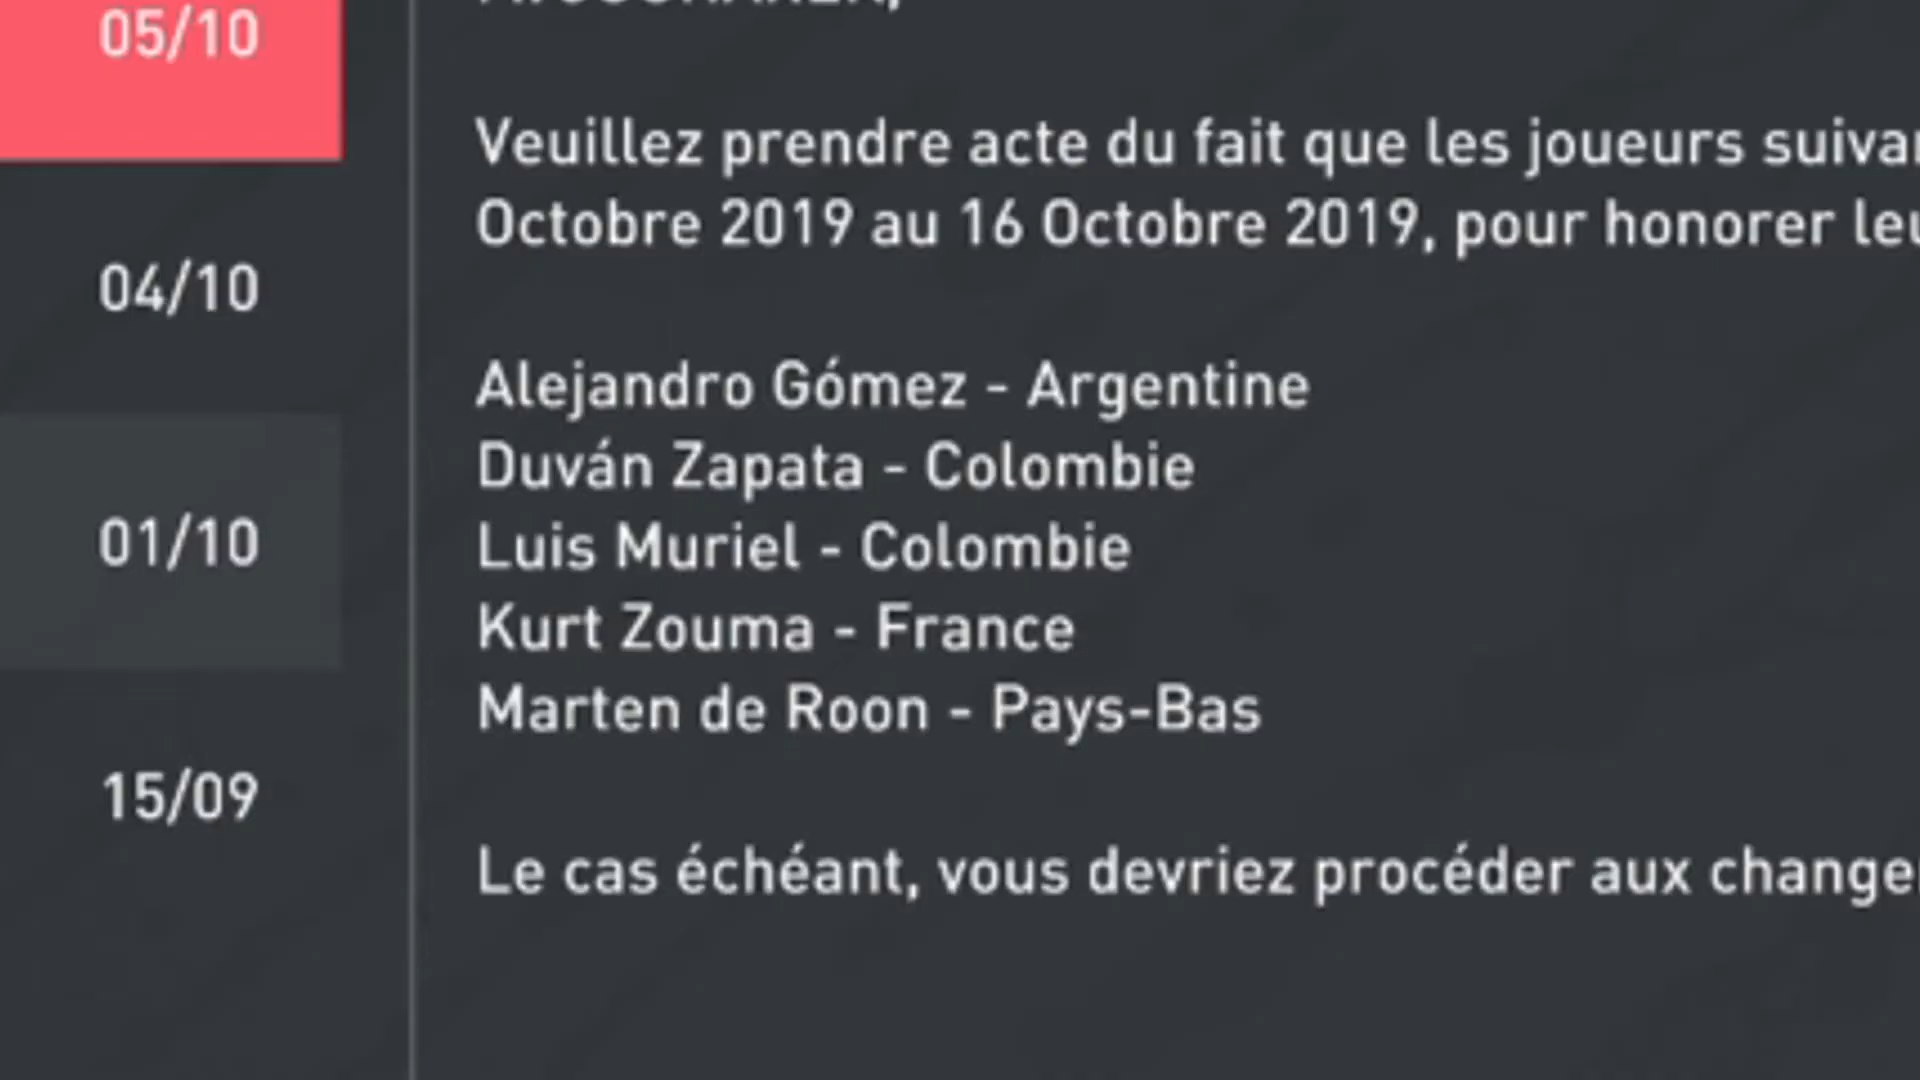 05/10
04/10
01/10
15/09
Veuillez prendre acte du fait que les joueurs
Octobre 2019 au 16 Octobre 2019, pour honorer
Alejandro Gómez - Argentine
Duván Zapata - Colombie
Luis Muriel - Colombie
Kurt Zouma - France
Marten de Roon - Pays-Bas
Le cas échéant, vous devriez procéder aux